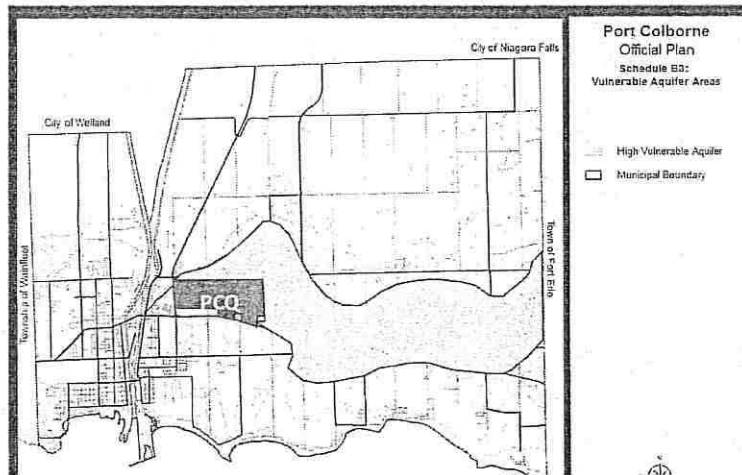 Port Colborne
Official Plan
Schedule B3:
Vulnerable Aquifer Areas
City of Niagara Falls
City of Welland
High Vulnerable Aquifer
Municipal Boundary
Township of Wainfleet
Town of Fort Erie
PCQ